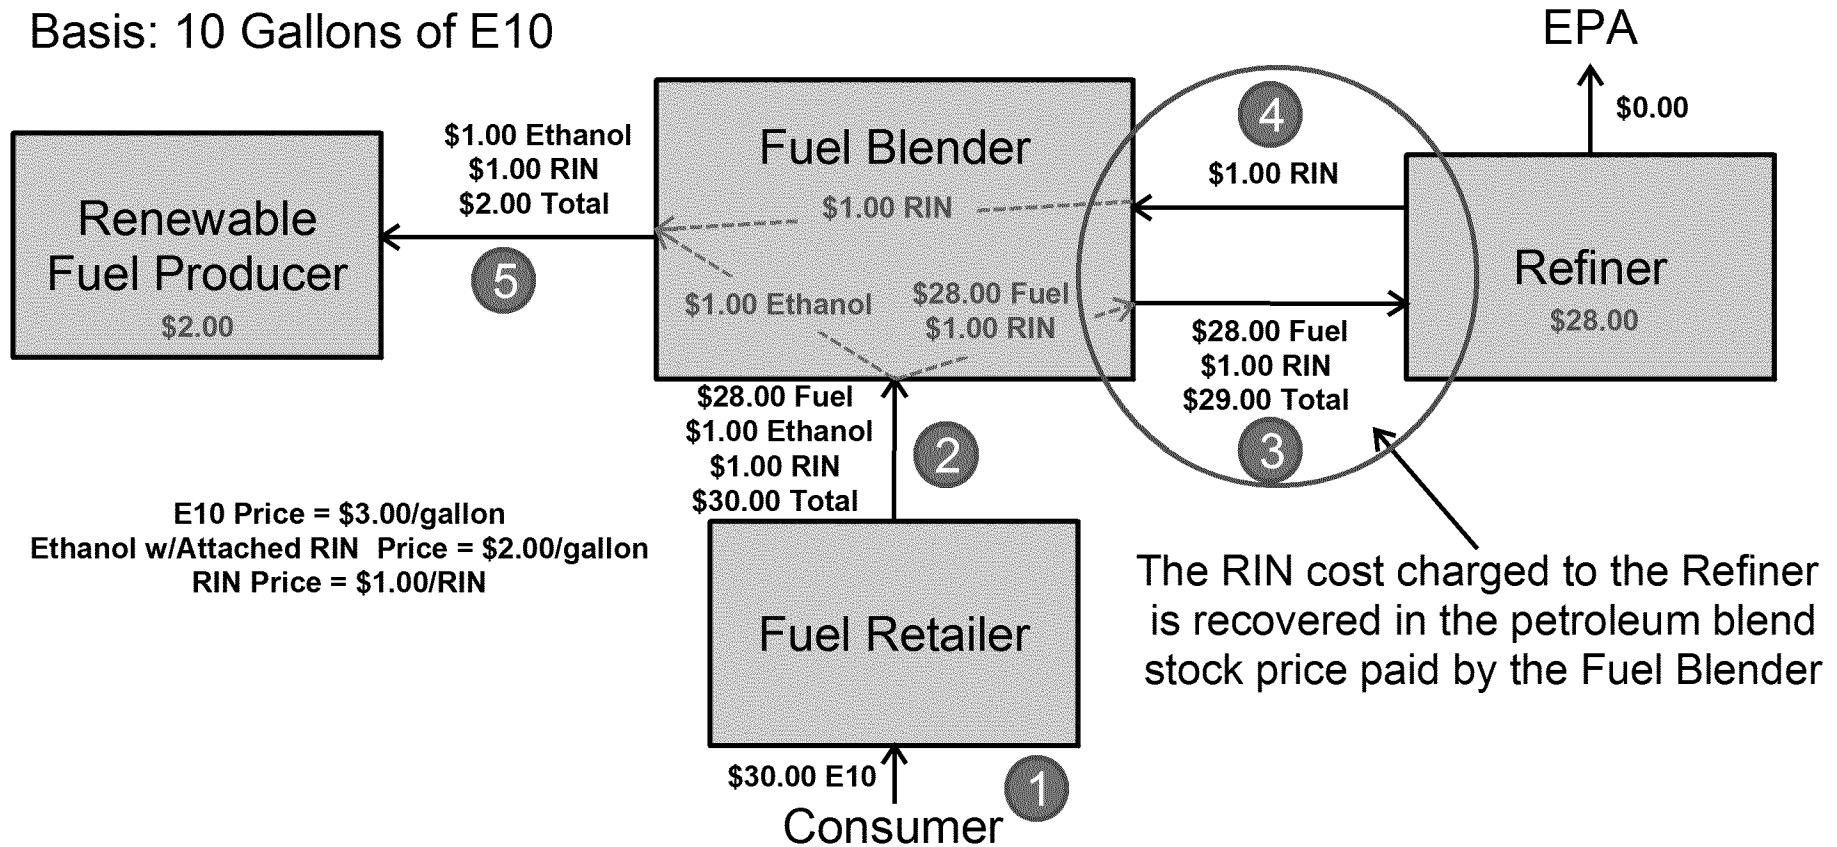 Basis: 10 Gallons of E10
EPA
$0.00
Renewable
Fuel Producer
$2.00
$1.00 Ethanol
$1.00 RIN
$2.00 Total
5
Fuel Blender
$1.00 RIN
$1.00 Ethanol
$28.00 Fuel
$1.00 RIN
4
$1.00 RIN
Refiner
$28.00
$28.00 Fuel
$1.00 RIN
$29.00 Total
3
$28.00 Fuel
$1.00 Ethanol
$1.00 RIN
$30.00 Total
2
E10 Price = $3.00/gallon
Ethanol w/Attached RIN Price = $2.00/gallon
RIN Price = $1.00/RIN
The RIN cost charged to the Refiner
is recovered in the petroleum blend
stock price paid by the Fuel Blender
Fuel Retailer
$30.00 E10
1
Consumer